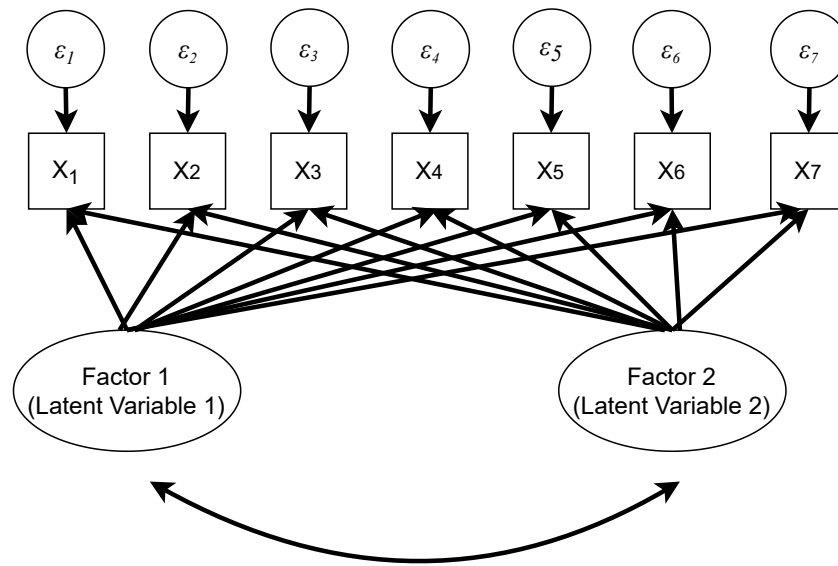 ε1 ε2 ε3 ε4 ε5 ε6 ε7
X1 X2 X3 X4 X5 X6 X7
Factor 1
(Latent Variable 1)
Factor 2
(Latent Variable 2)